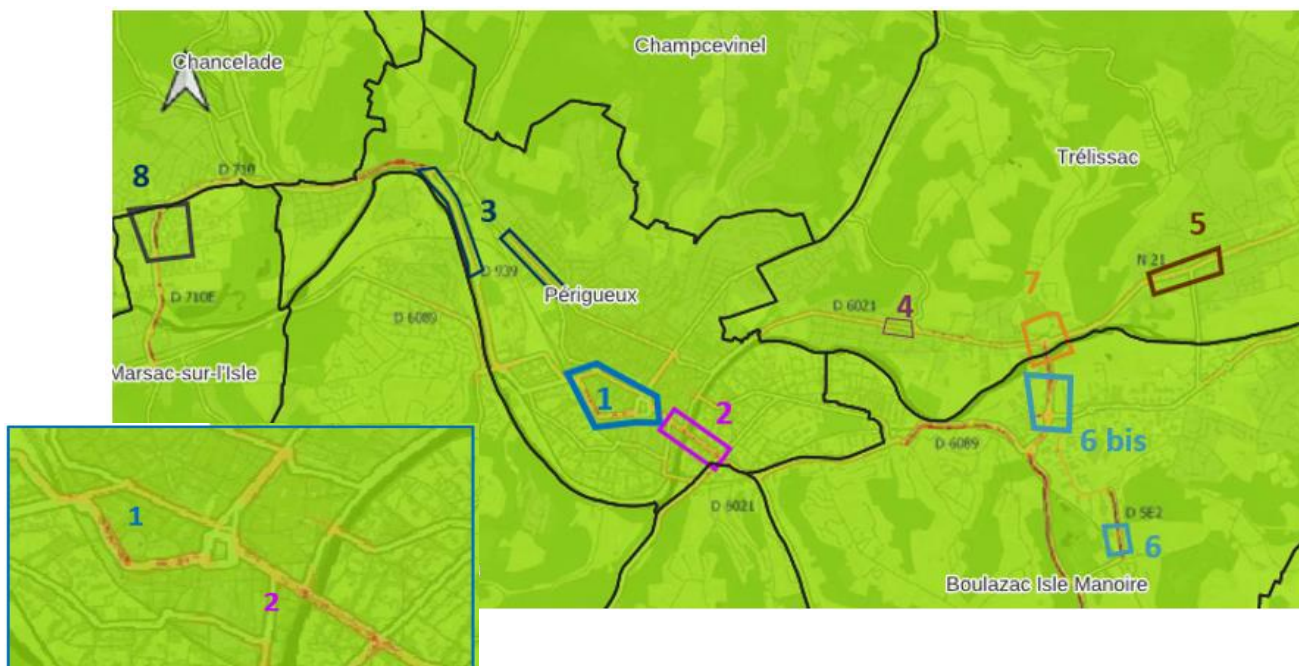 Champcevinel
Chancelade
Trélissac
D 710
8
3
5
N 21
D 939
7
D 710E
Périgueux
D 6021
4
D 6089
Marsac-sur-l'Isle
1
2
6 bis
D 6089
D 6021
D 5E2
6
Boulazac Isle Manoire
1
2